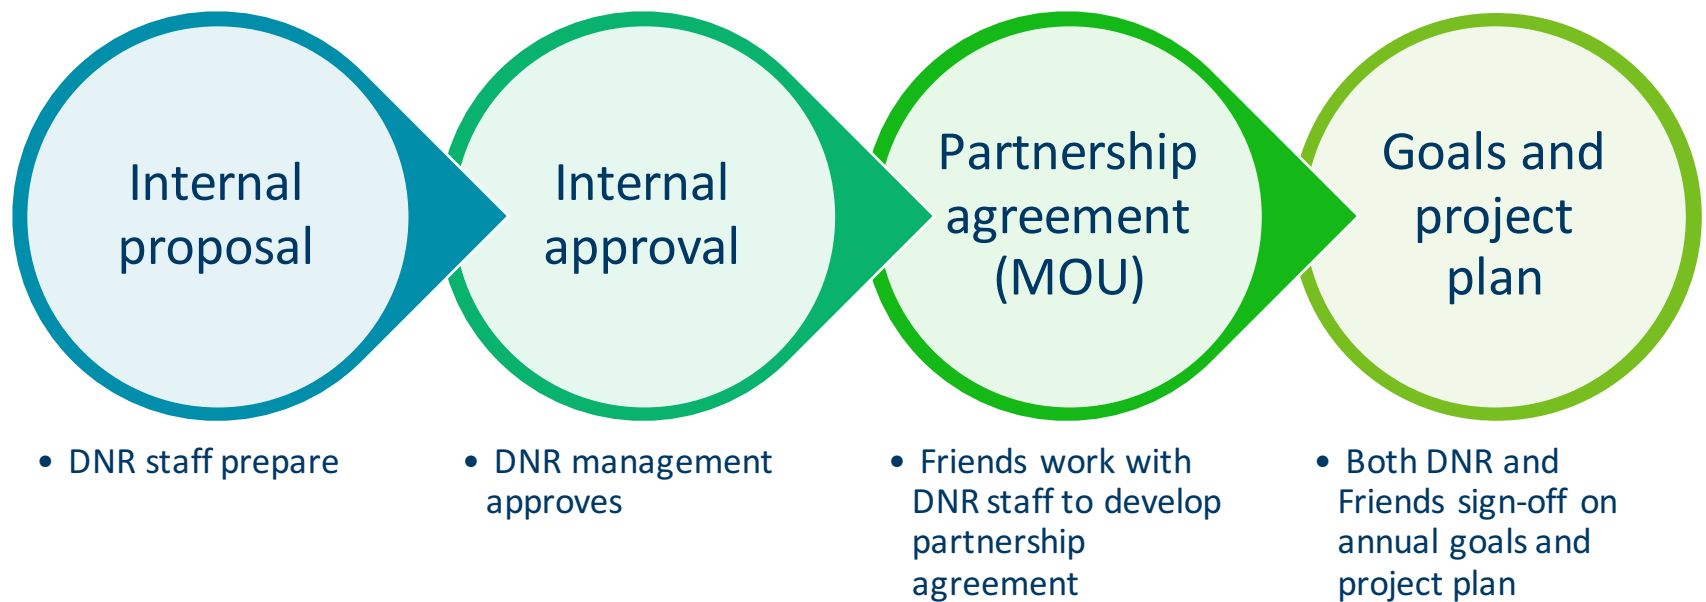 Internal
proposal
Internal
approval
Partnership
agreement
(MOU)
Goals and
project
plan
• DNR staff prepare
• DNR management
approves
• Friends work with
DNR staff to develop
partnership
agreement
• Both DNR and
Friends sign-off on
annual goals and
project plan